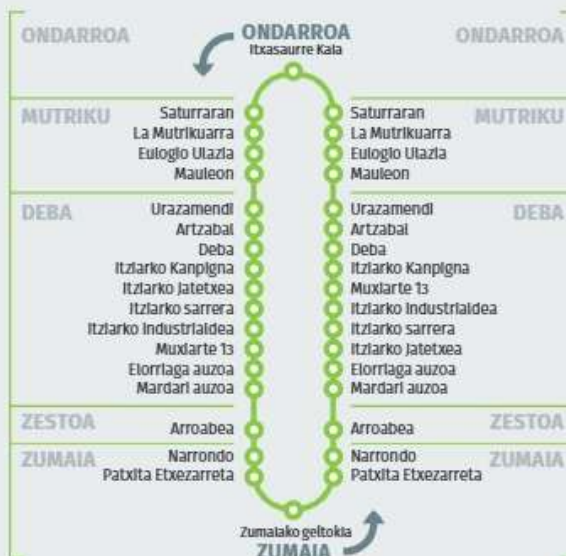 ONDARROA
ONDARROA
Itxasaurre Kala
ONDARROA
MUTRIKU
Saturraran
La Mutrikuarra
Eulogio Ulazia
Mauleon
Saturraran
La Mutrikuarra
Eulogio Ulazia
Mauleon
MUTRIKU
DEBA
Urazamendi
Artzabal
Deba
Itziarko Kanpigna
Itziarko Jatetxea
Itziarko sarrera
Itziarko Industrialdea
Muxiarte 13
Elorriaga auzoa
Mardari auzoa
Urazamendi
Artzabal
Deba
Itziarko Kanpigna
Muxiarte 13
Itziarko Industrialdea
Itziarko sarrera
Itziarko Jatetxea
Elorriaga auzoa
Mardari auzoa
DEBA
ZESTOA
Arroabea
Arroabea
ZESTOA
ZUMAIA
Narrondo
Patxita Etxezarreta
Narrondo
Patxita Etxezarreta
ZUMAIA
Zumaiako geltokia
ZUMAIA